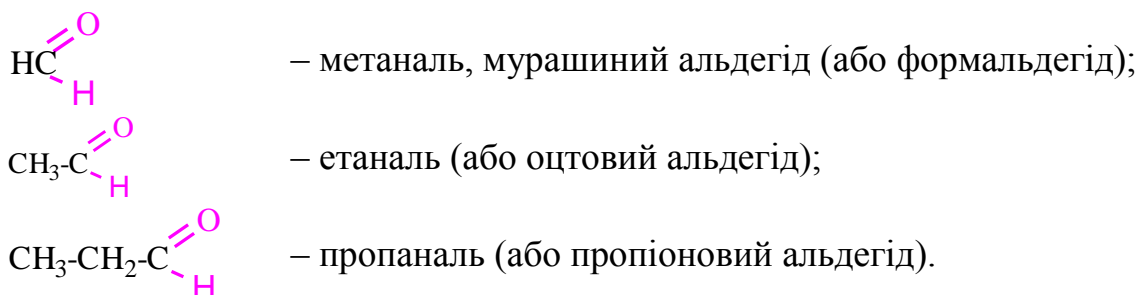 HC=O-H – метаналь, мурашиний альдегід (або формальдегід);
CH₃-C=O-H – етаналь (або оцтовий альдегід);
CH₃-CH₂-C=O-H – пропаналь (або пропіоновий альдегід).